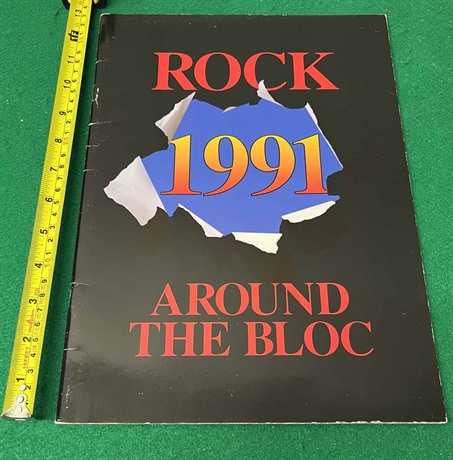 ROCK
1991
AROUND
THE BLOC